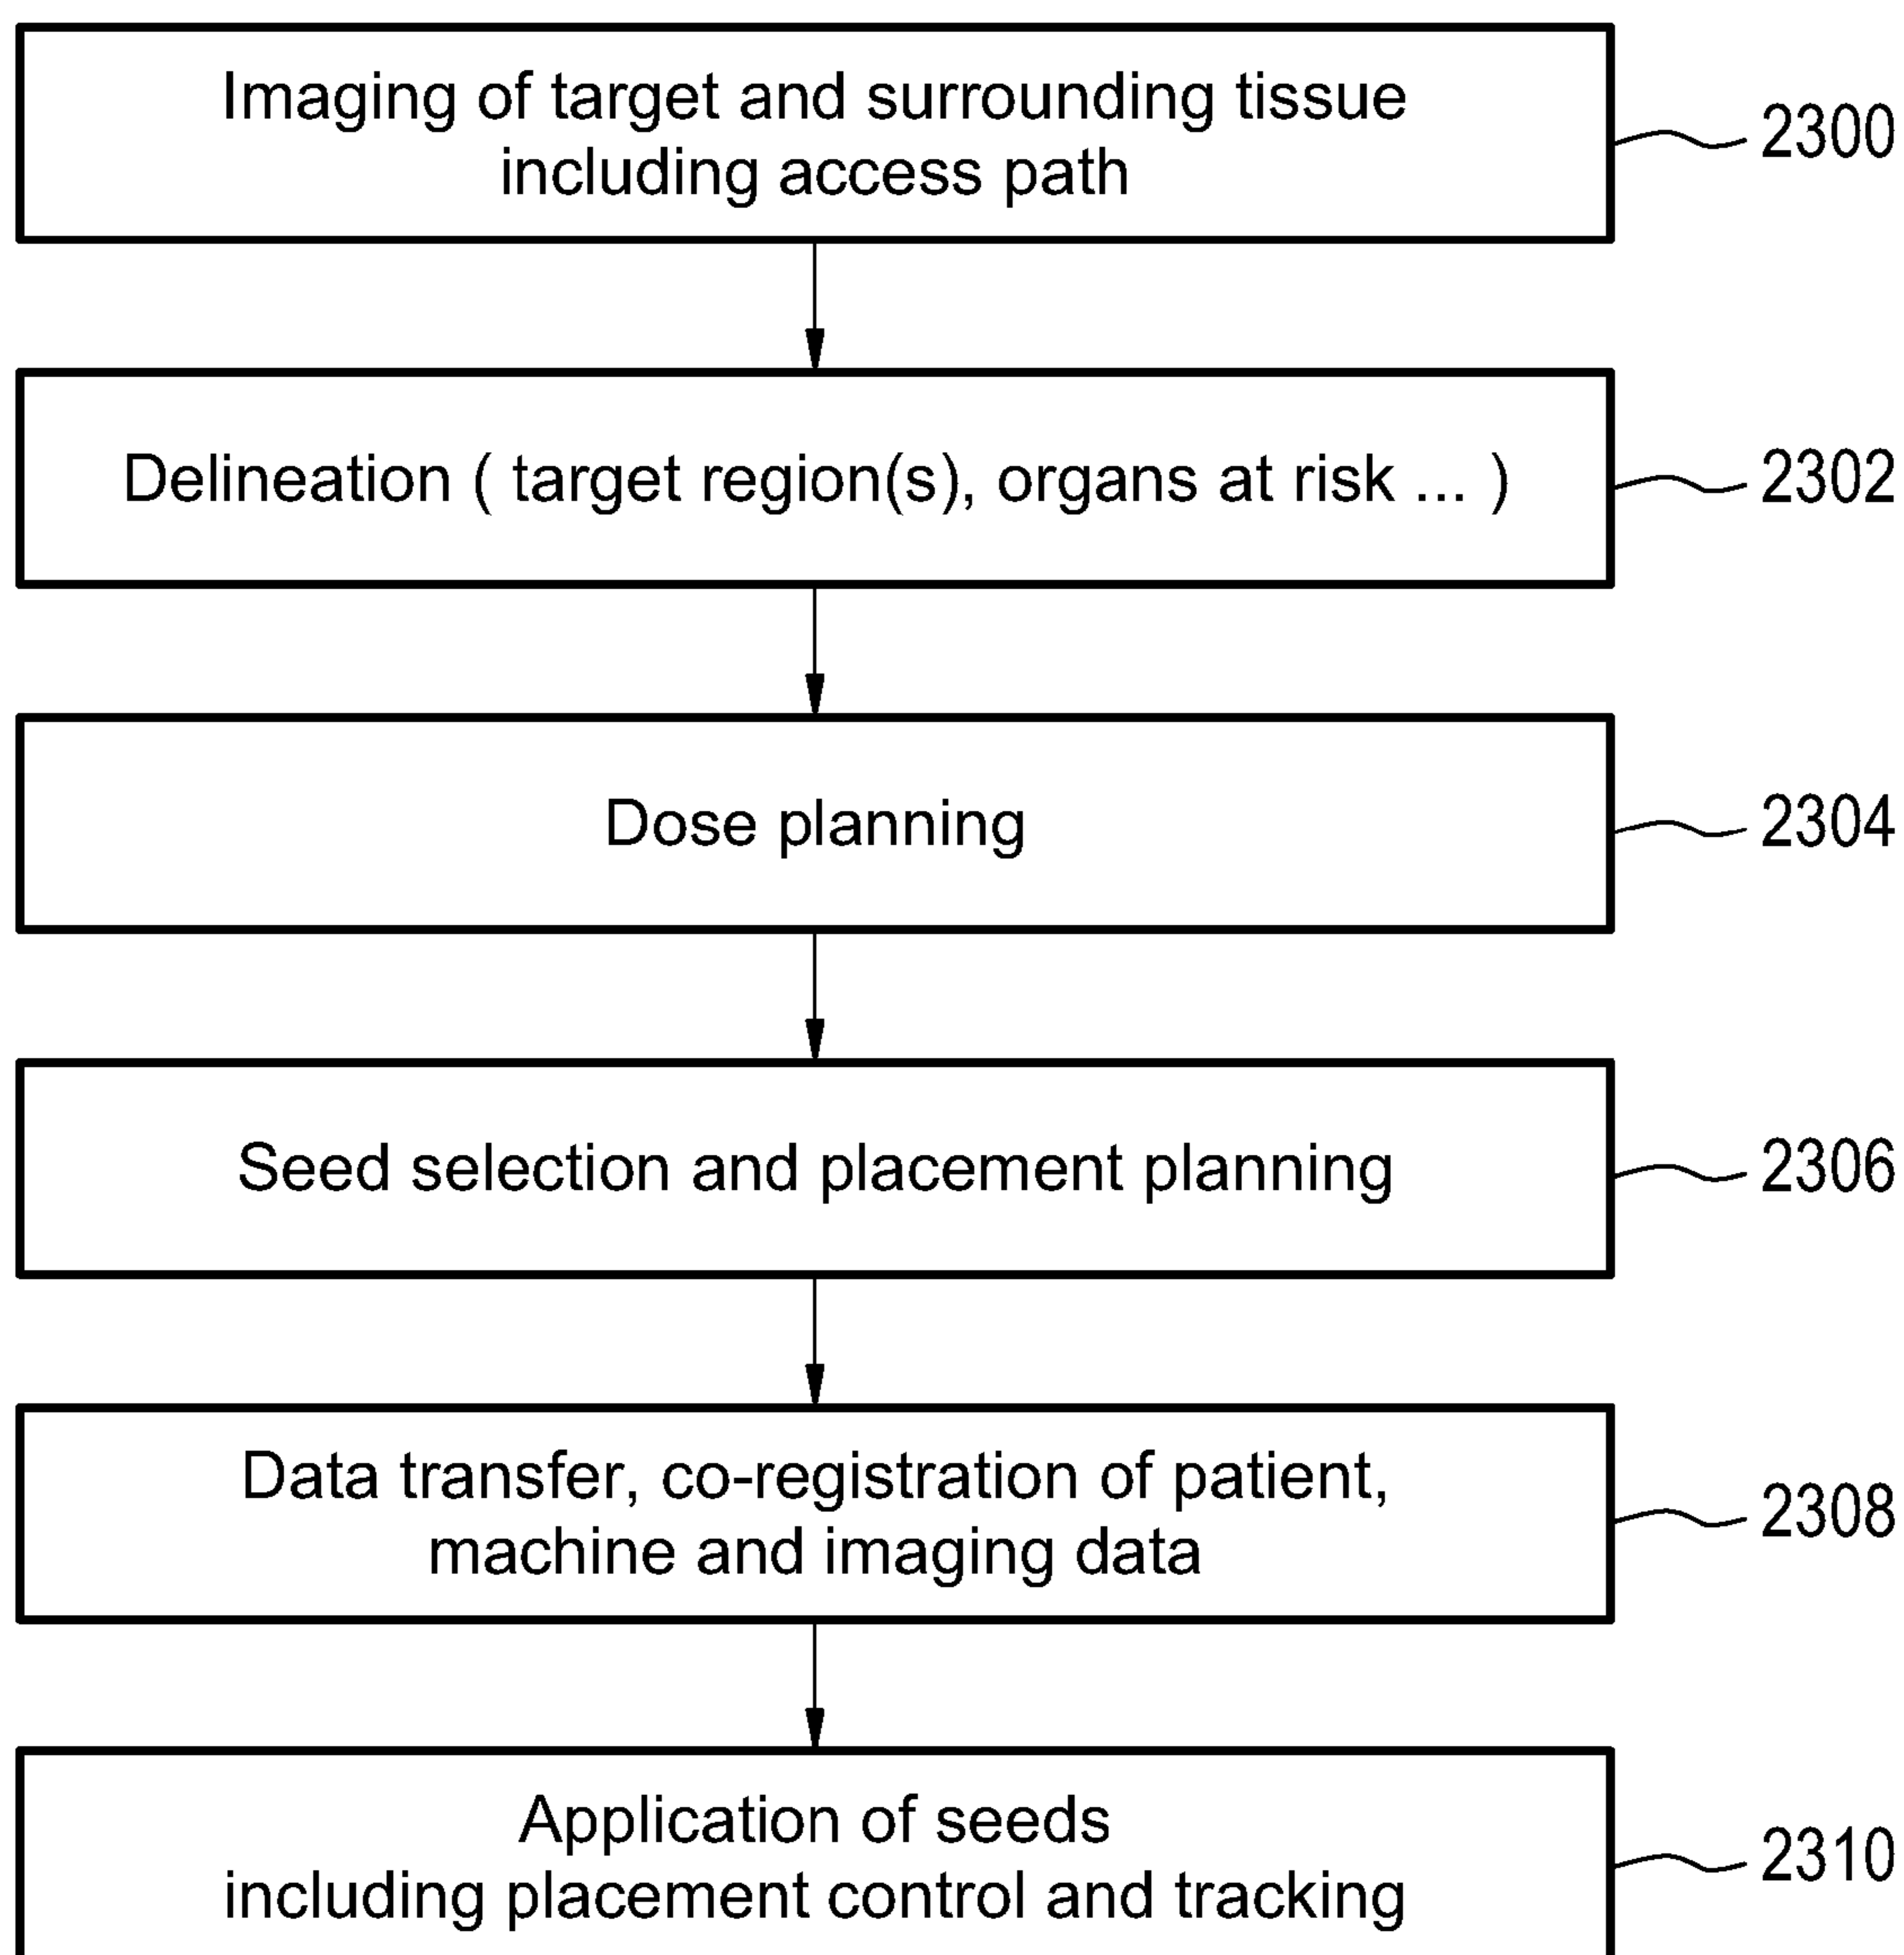 Imaging of target and surrounding tissue
including access path
2300
Delineation ( target region(s), organs at risk ... )
2302
Dose planning
2304
Seed selection and placement planning
2306
Data transfer, co-registration of patient,
machine and imaging data
2308
Application of seeds
including placement control and tracking
2310